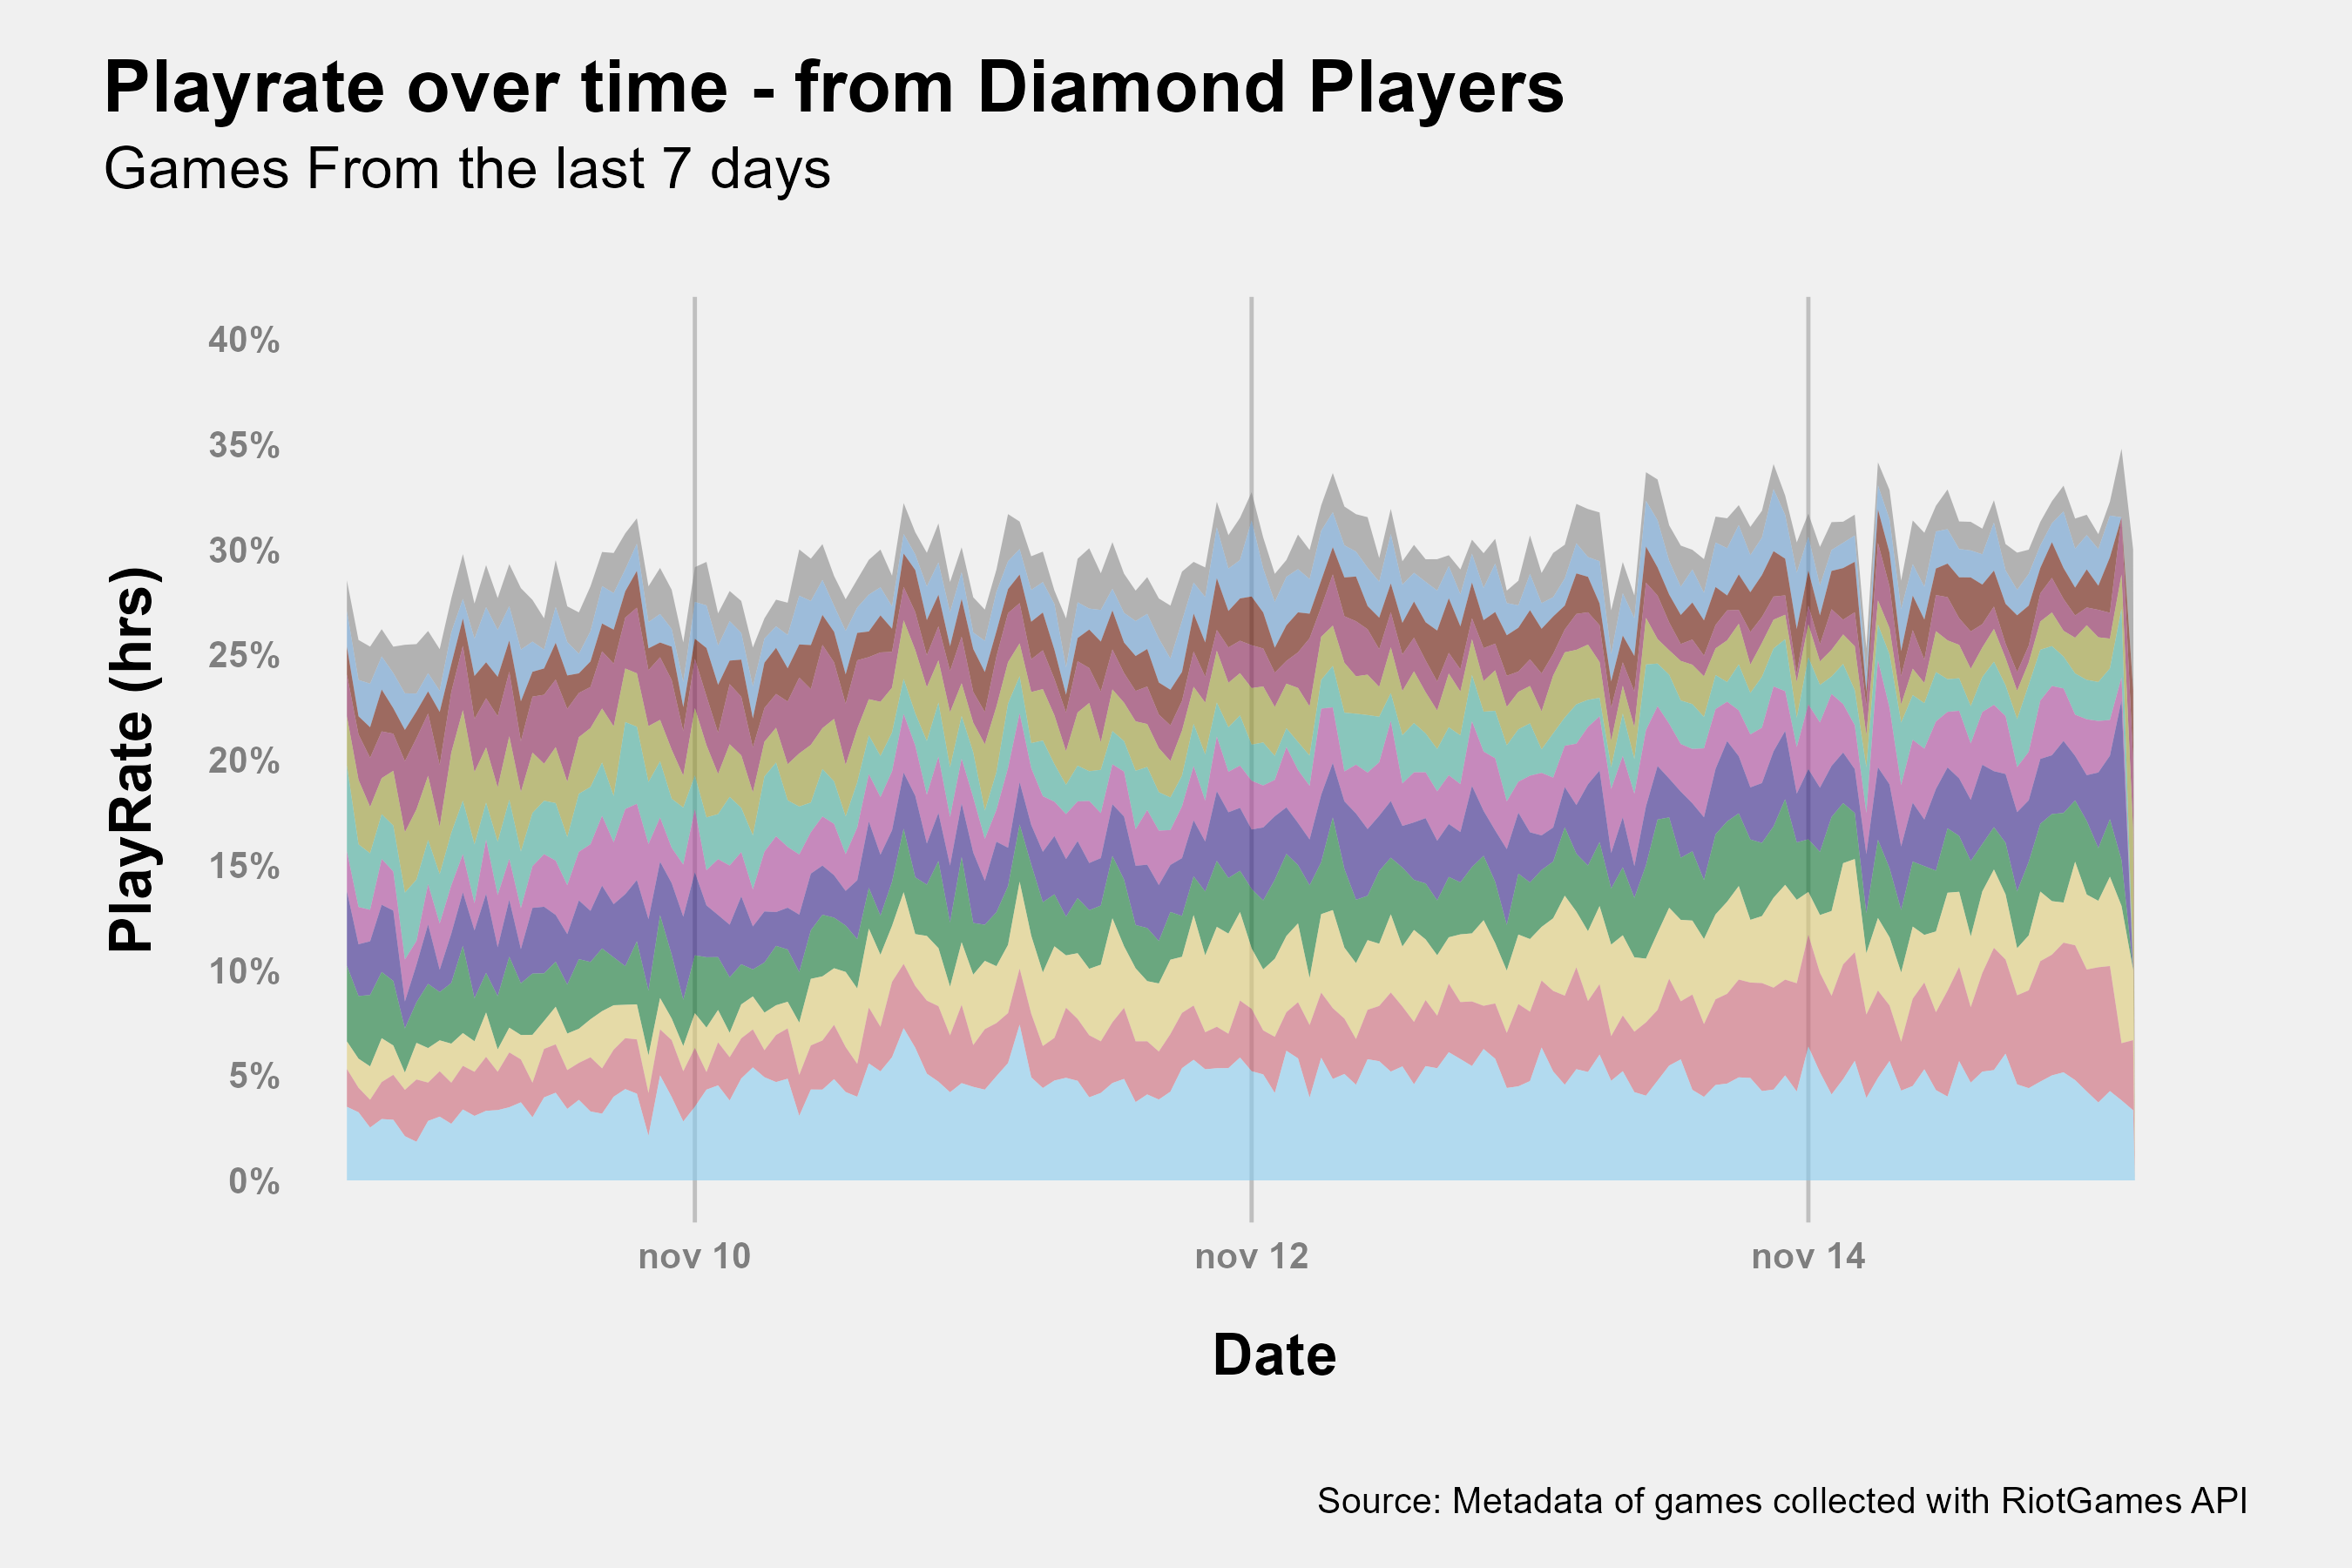 Playrate over time - from Diamond Players
Games From the last 7 days
40%
35%
30%
25%
20%
15%
10%
5%
0%
PlayRate (hrs)
nov 10
nov 12
nov 14
Date
Source: Metadata of games collected with RiotGames API